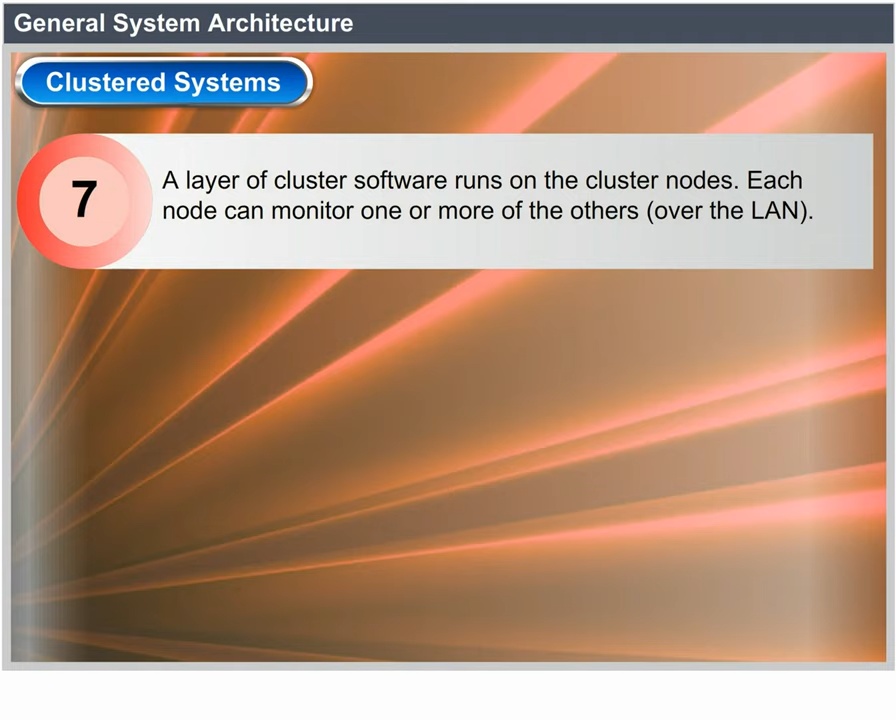 General System Architecture
Clustered Systems
7
A layer of cluster software runs on the cluster nodes. Each
node can monitor one or more of the others (over the LAN).